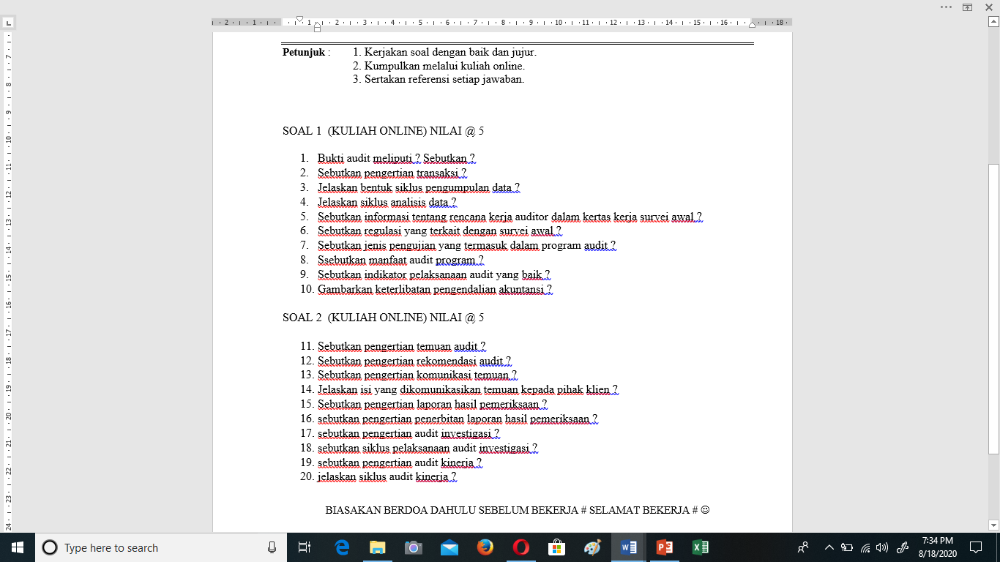 Petunjuk : 1. Kerjakan soal dengan baik dan jujur.
2. Kumpulkan melalui kuliah online.
3. Sertakan referensi setiap jawaban.
SOAL 1 (KULIAH ONLINE) NILAI @ 5
1. Bukti audit meliputi ? Sebutkan ?
2. Sebutkan pengertian transaksi ?
3. Jelaskan bentuk siklus pengumpulan data ?
4. Jelaskan siklus analisis data ?
5. Sebutkan informasi tentang rencana kerja auditor dalam kertas kerja survei awal ?
6. Sebutkan regulasi yang terkait dengan survei awal ?
7. Sebutkan jenis pengujian yang termasuk dalam program audit ?
8. Ssebutkan manfaat audit program ?
9. Sebutkan indikator pelaksanaan audit yang baik ?
10. Gambarkan keterlibatan pengendalian akuntansi ?
SOAL 2 (KULIAH ONLINE) NILAI @ 5
11. Sebutkan pengertian temuan audit ?
12. Sebutkan pengertian rekomendasi audit ?
13. Sebutkan pengertian komunikasi temuan ?
14. Jelaskan isi yang dikomunikasikan temuan kepada pihak klien ?
15. Sebutkan pengertian laporan hasil pemeriksaan ?
16. sebutkan pengertian penerbitan laporan hasil pemeriksaan ?
17. sebutkan pengertian audit investigasi ?
18. sebutkan siklus pelaksanaan audit investigasi ?
19. sebutkan pengertian audit kinerja ?
20. jelaskan siklus audit kinerja ?
BIASAKAN BERDOA DAHULU SEBELUM BEKERJA # SELAMAT BEKERJA # ☺
Type here to search
7:34 PM
8/18/2020